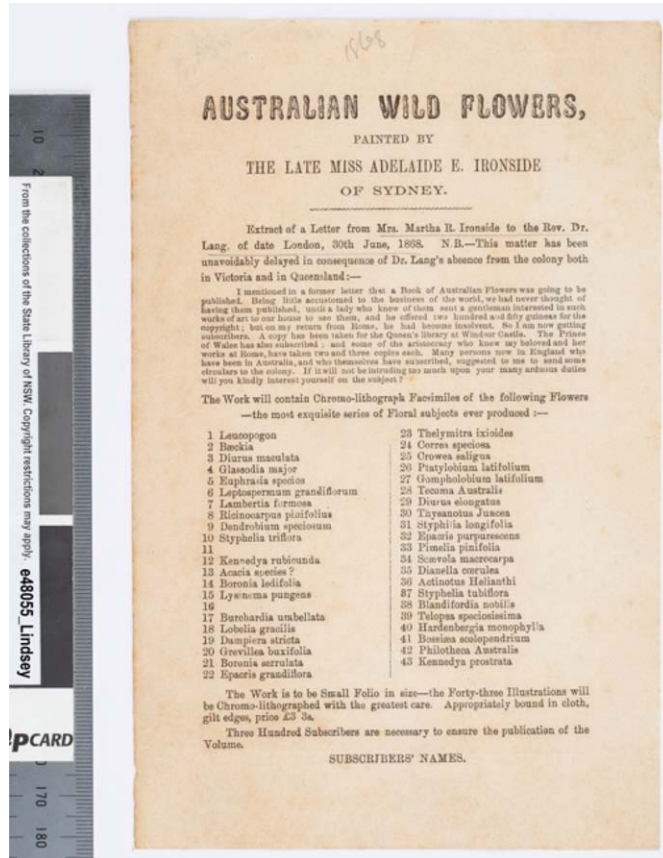 1868
AUSTRALIAN WILD FLOWERS,
PAINTED BY
THE LATE MISS ADELAIDE E. IRONSIDE
OF SYDNEY.
Extract of a Letter from Mrs. Martha R. Ironside to the Rev. Dr.
Lang. of date London, 30th June, 1868. N.B.—This matter has been
unavoidably delayed in consequence of Dr. Lang's absence from the colony both
in Victoria and in Queensland:—
I mentioned in a former letter that a Book of Australian Flowers was going to be
published. Being little accustomed to the business of the world, we had never thought of
having them published, until a lady who knew of them sent a gentleman interested in such
works of art to our house to see them, and he offered two hundred and fifty guineas for the
copyright; but on my return from Rome, he had become insolvent. So I am now getting
subscribers. A copy has been taken for the Queen's library at Windsor Castle. The Prince
of Wales has also subscribed; and some of the aristocracy who knew my beloved and her
works at Rome, have taken two and three copies each. Many persons now in England who
have been in Australia, and who themselves have subscribed, suggested to me to send some
circulars to the colony. If it will not be intruding too much upon your many arduous duties
will you kindly interest yourself on the subject?
The Work will contain Chromo-lithograph Facsimiles of the following Flowers
—the most exquisite series of Floral subjects ever produced:—
1 Leucopogon
2 Bæckia
3 Diurus maculata
4 Glassodia major
5 Euphrasia specios
6 Leptospermum grandiflorum
7 Lambertia formosa
8 Ricinocarpus pinifolius
9 Dendrobium speciosum
10 Styphelia triflora
11
12 Kennedya rubicunda
13 Acacia species?
14 Boronia ledifolia
15 Lysinema pungens
16
17 Burchardia umbellata
18 Lobelia gracilis
19 Dampiera stricta
20 Grevillea buxifolia
21 Boronia serrulata
22 Epacris grandiflora
23 Thelymitra ixioides
24 Correa speciosa
25 Crowea saligua
26 Platylobium latifolium
27 Gompholobium latifolium
28 Tecoma Australis
29 Diurus elongatus
30 Thysanotus Juncea
31 Styphilia longifolia
32 Epacris purpurescens
33 Pimelia pinifolia
34 Scœvola macrocarpa
35 Dianella cœrulea
36 Actinotus Helianthi
37 Styphelia tubiflora
38 Blandifordia nobilis
39 Telopea speciosissima
40 Hardenbergia monophylla
41 Bossiæa scolopendrium
42 Philotheca Australis
43 Kennedya prostrata
The Work is to be Small Folio in size—the Forty-three Illustrations will
be Chromo-lithographed with the greatest care. Appropriately bound in cloth,
gilt edges, price £3 3s.
Three Hundred Subscribers are necessary to ensure the publication of the
Volume.
SUBSCRIBERS' NAMES.
From the collections of the State Library of NSW. Copyright restrictions may apply. e48055_Lindsey
pCARD
10
170
180